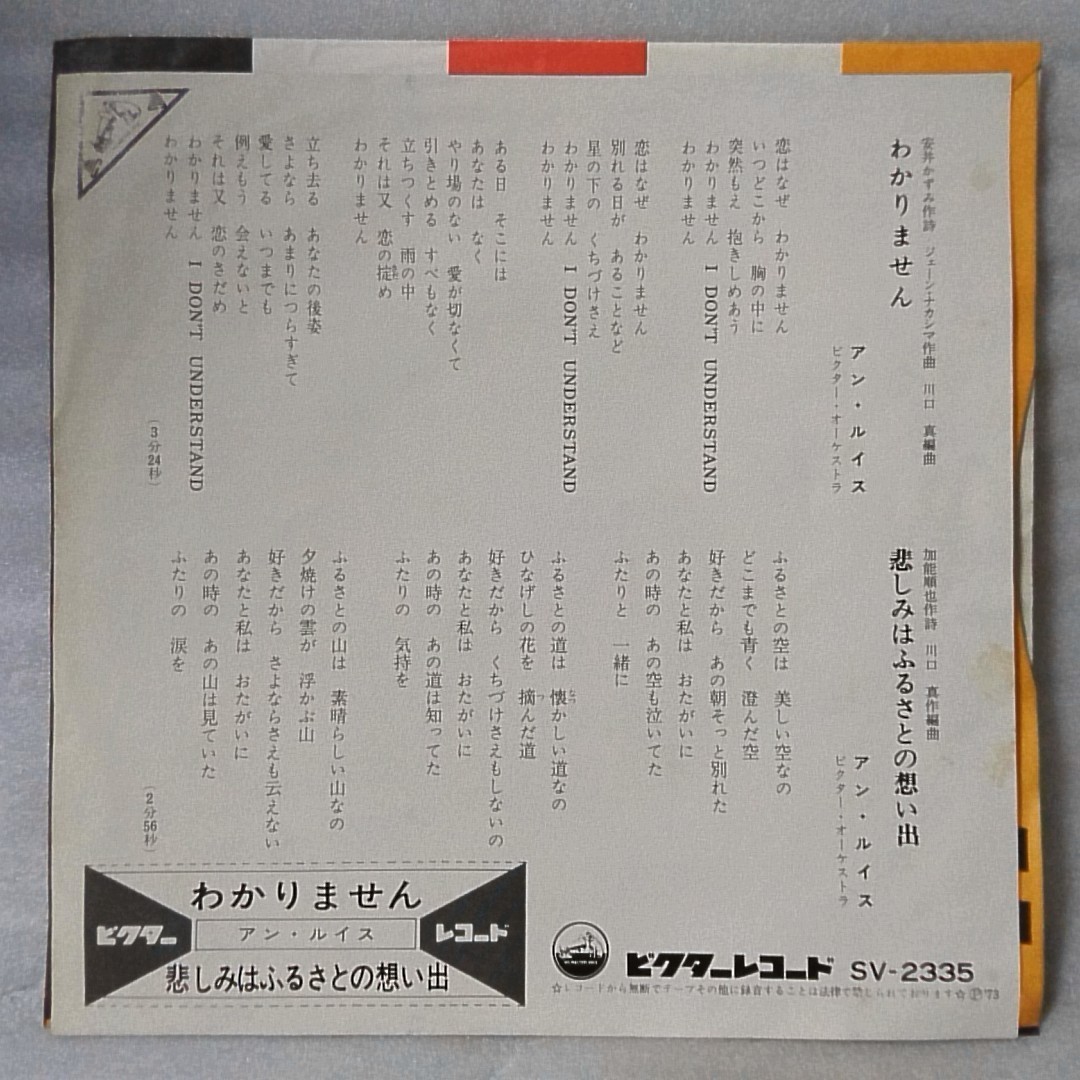 安井かずみ作詩　ジェーン・ナカシマ作曲　川口　真編曲
わかりません
アン・ルイス
ビクター・オーケストラ
恋はなぜ　わかりません
いつどこから　胸の中に
突然もえ　抱きしめあう
わかりません　I DON'T UNDERSTAND
わかりません
恋はなぜ　わかりません
別れる日が　あることなど
星の下の　くちづけさえ
わかりません　I DON'T UNDERSTAND
わかりません
ある日　そこには
あなたは　なく
やり場のない　愛が切なくて
引きとめる　すべもなく
立ちつくす　雨の中
それは又　恋の掟め
わかりません
立ち去る　あなたの後姿
さよなら　あまりにつらすぎて
愛してる　いつまでも
例えもう　会えないと
それは又　恋のさだめ
わかりません　I DON'T UNDERSTAND
わかりません
(3分24秒)
加能順也作詩　川口　真作編曲
悲しみはふるさとの想い出
アン・ルイス
ビクター・オーケストラ
ふるさとの空は　美しい空なの
どこまでも青く　澄んだ空
好きだから　あの朝そっと別れた
あなたと私は　おたがいに
あの時の　あの空も泣いてた
ふたりと　一緒に
ふるさとの道は　懐かしい道なの
ひなげしの花を　摘んだ道
好きだから　くちづけさえもしないの
あなたと私は　おたがいに
あの時の　あの道は知ってた
ふたりの　気持を
ふるさとの山は　素晴らしい山なの
夕焼けの雲が　浮かぶ山
好きだから　さよならさえも云えない
あなたと私は　おたがいに
あの時の　あの山は見ていた
ふたりの　涙を
(2分56秒)
わかりません
ビクター　アン・ルイス　レコード
悲しみはふるさとの想い出
ビクターレコード　SV-2335
☆レコードから無断でテープその他に録音することは法律で禁じられております☆Ⓟ'73